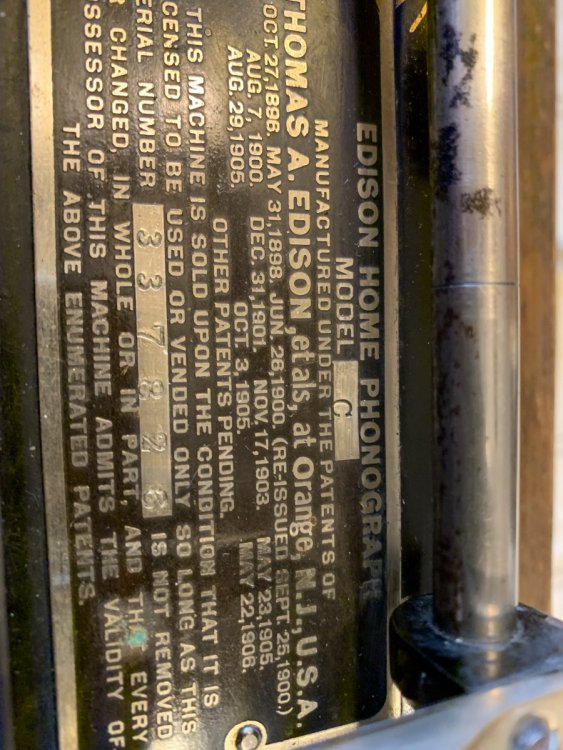 EDISON HOME PHONOGRAPH
MODEL C
MANUFACTURED UNDER THE PATENTS OF
THOMAS A. EDISON, et als, at Orange, N.J., U.S.A.
OCT. 27,1896. MAY 31,1898. JUN. 26,1900. (RE-ISSUED SEPT. 25,1900.)
AUG. 7, 1900. DEC. 31,1901. NOV. 17,1903. MAY 23,1905.
AUG. 29,1905. OCT. 3,1905. MAY 22,1906.
OTHER PATENTS PENDING.
THIS MACHINE IS SOLD UPON THE CONDITION THAT IT IS
CENSED TO BE USED OR VENDED ONLY SO LONG AS THIS
ERIAL NUMBER 337826 IS NOT REMOVED
R CHANGED IN WHOLE OR IN PART, AND THAT EVERY
SSESSOR OF THIS MACHINE ADMITS THE VALIDITY OF
THE ABOVE ENUMERATED PATENTS.